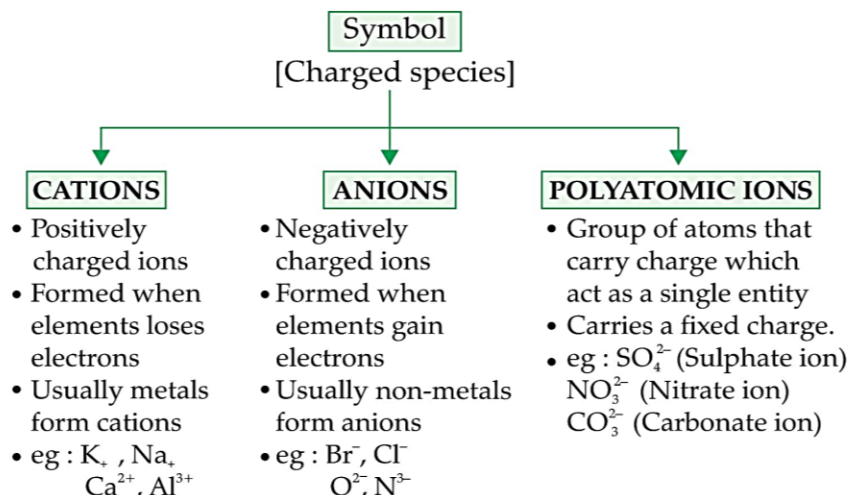 Symbol
[Charged species]
CATIONS
• Positively
charged ions
• Formed when
elements loses
electrons
• Usually metals
form cations
• eg : K₊ , Na₊
Ca²⁺, Al³⁺
ANIONS
• Negatively
charged ions
• Formed when
elements gain
electrons
• Usually non-metals
form anions
• eg : Br⁻, Cl⁻
O²⁻, N³⁻
POLYATOMIC IONS
• Group of atoms that
carry charge which
act as a single entity
• Carries a fixed charge.
• eg : SO₄²⁻ (Sulphate ion)
NO₃²⁻ (Nitrate ion)
CO₃²⁻ (Carbonate ion)